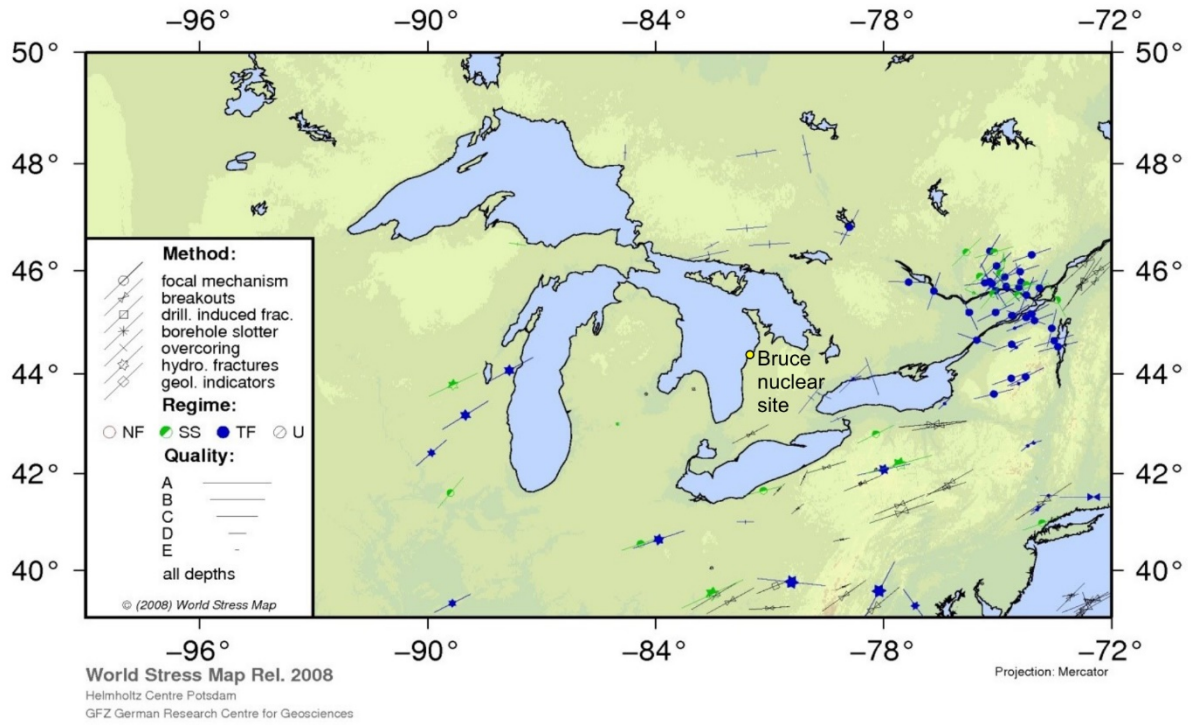 −96° −90° −84° −78° −72°
50° 50°
48° 48°
46° 46°
44° 44°
42° 42°
40° 40°
Bruce
nuclear
site
Method:
focal mechanism
breakouts
drill. induced frac.
borehole slotter
overcoring
hydro. fractures
geol. indicators
Regime:
NF SS TF U
Quality:
A
B
C
D
E
all depths
© (2008) World Stress Map
−96° −90° −84° −78° −72°
World Stress Map Rel. 2008
Projection: Mercator
Helmholtz Centre Potsdam
GFZ German Research Centre for Geosciences